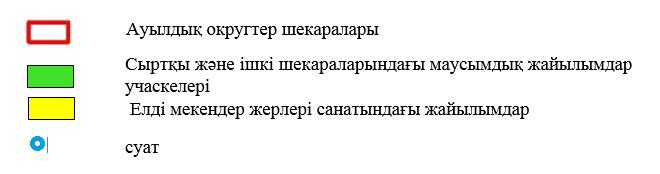 Ауылдық округтер шекаралары
Сыртқы және ішкі шекараларындағы маусымдық жайылымдар
учаскелері
Елді мекендер жерлері санатындағы жайылымдар
суат